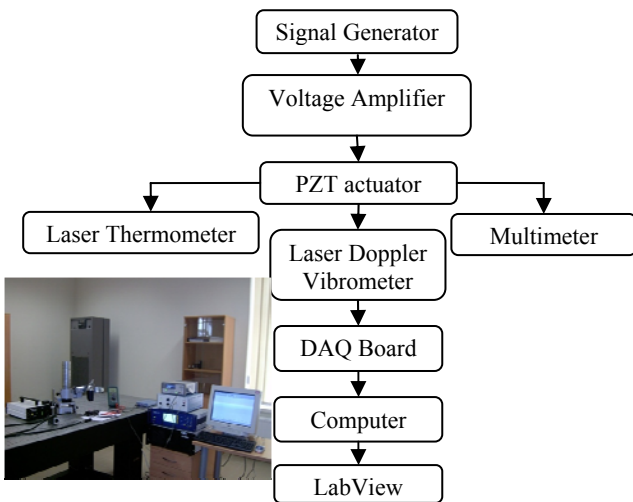 Signal Generator
Voltage Amplifier
PZT actuator
Laser Thermometer
Multimeter
Laser Doppler
Vibrometer
DAQ Board
Computer
LabView